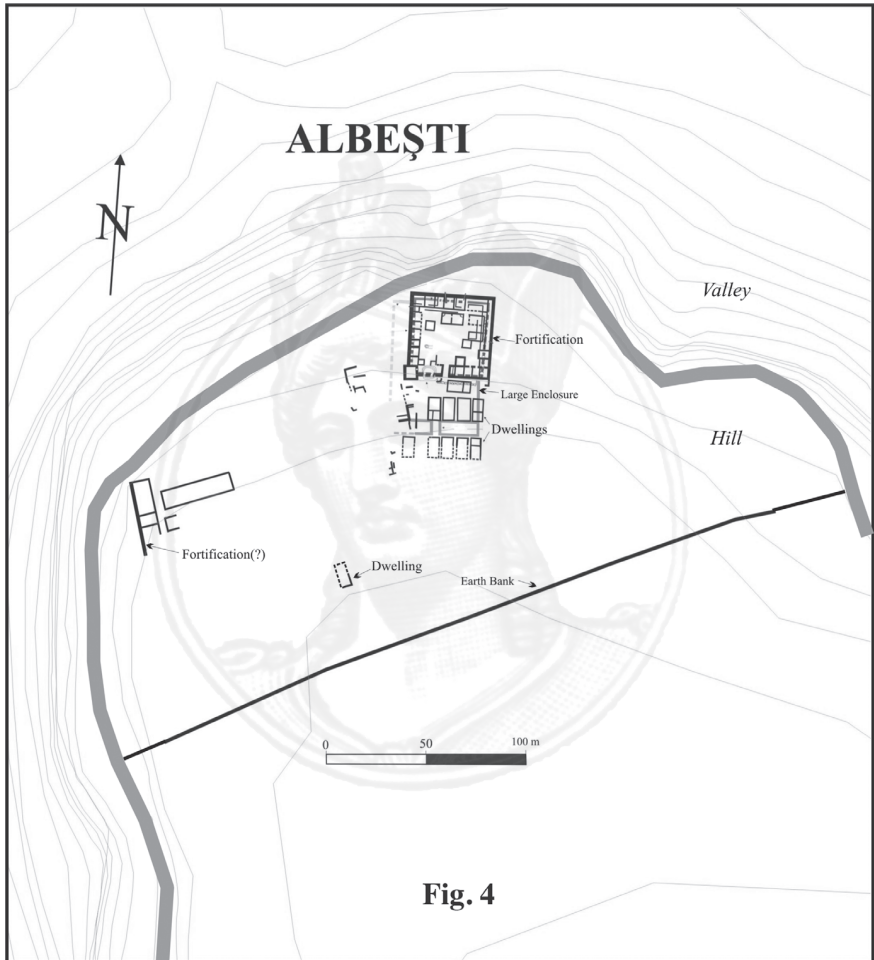 ALBEŞTI
N
Valley
Fortification
Large Enclosure
Dwellings
Hill
Fortification(?)
Dwelling
Earth Bank
0 50 100 m
Fig. 4